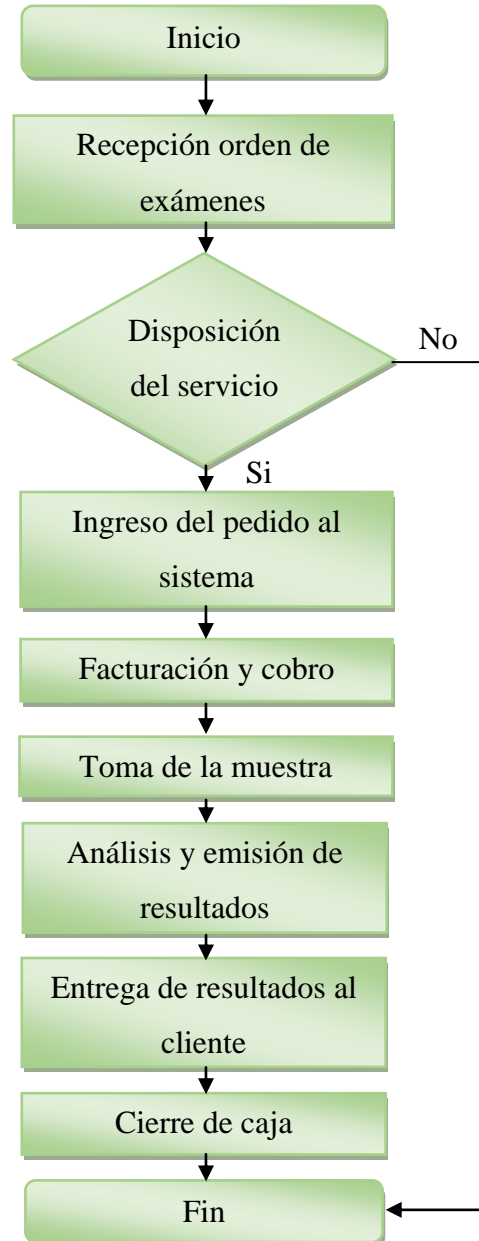 Inicio
Recepción orden de
exámenes
Disposición
del servicio
No
Si
Ingreso del pedido al
sistema
Facturación y cobro
Toma de la muestra
Análisis y emisión de
resultados
Entrega de resultados al
cliente
Cierre de caja
Fin